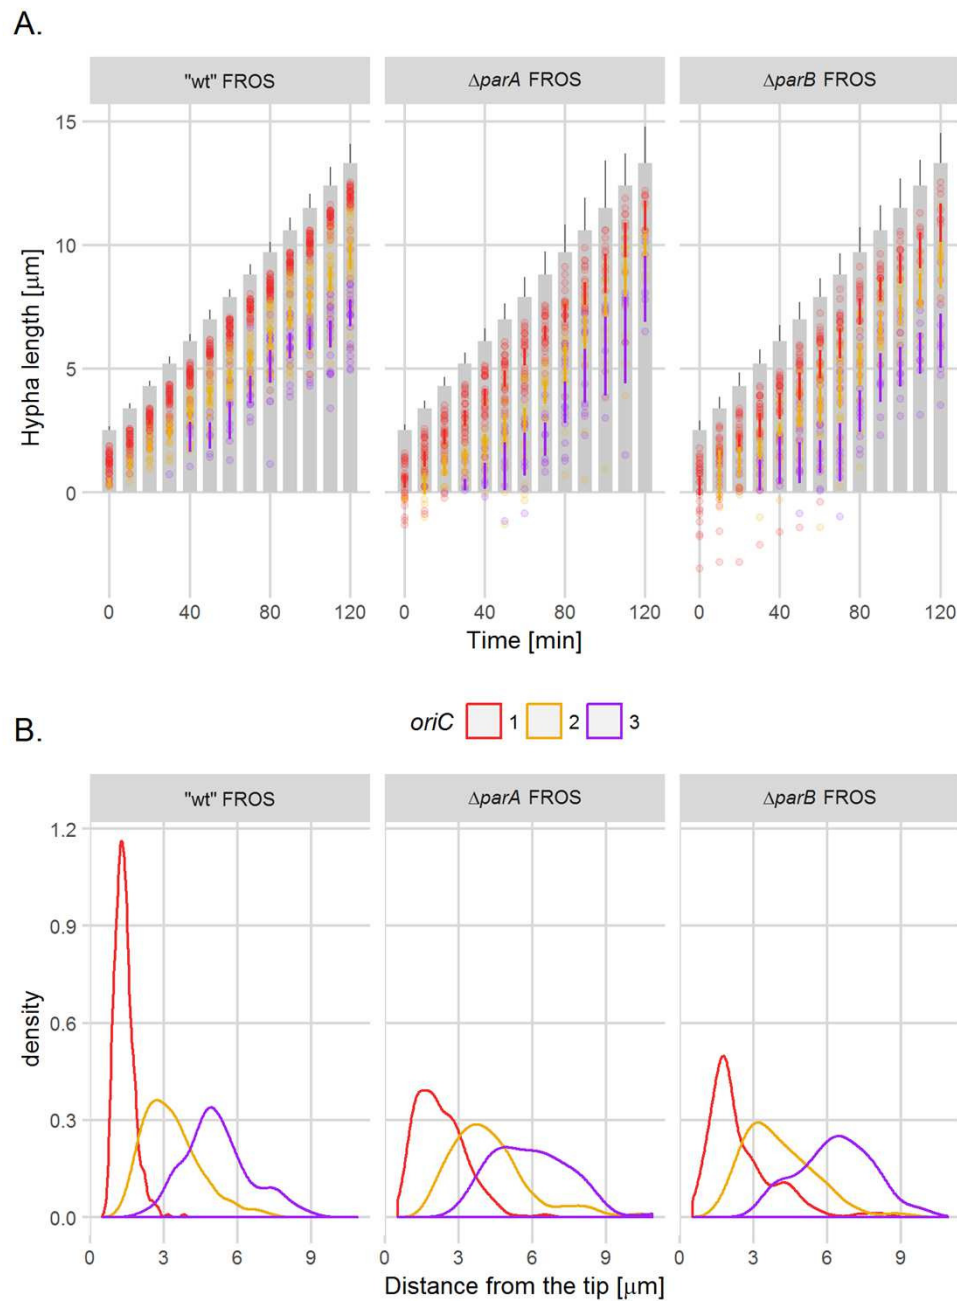 A.
"wt" FROS ΔparA FROS ΔparB FROS
15
10
5
0
Hypha length [μm]
0 40 80 120 0 40 80 120 0 40 80 120
Time [min]
oriC 1 2 3
B.
"wt" FROS ΔparA FROS ΔparB FROS
1.2
0.9
0.6
0.3
0.0
density
0 3 6 9 0 3 6 9 0 3 6 9
Distance from the tip [μm]